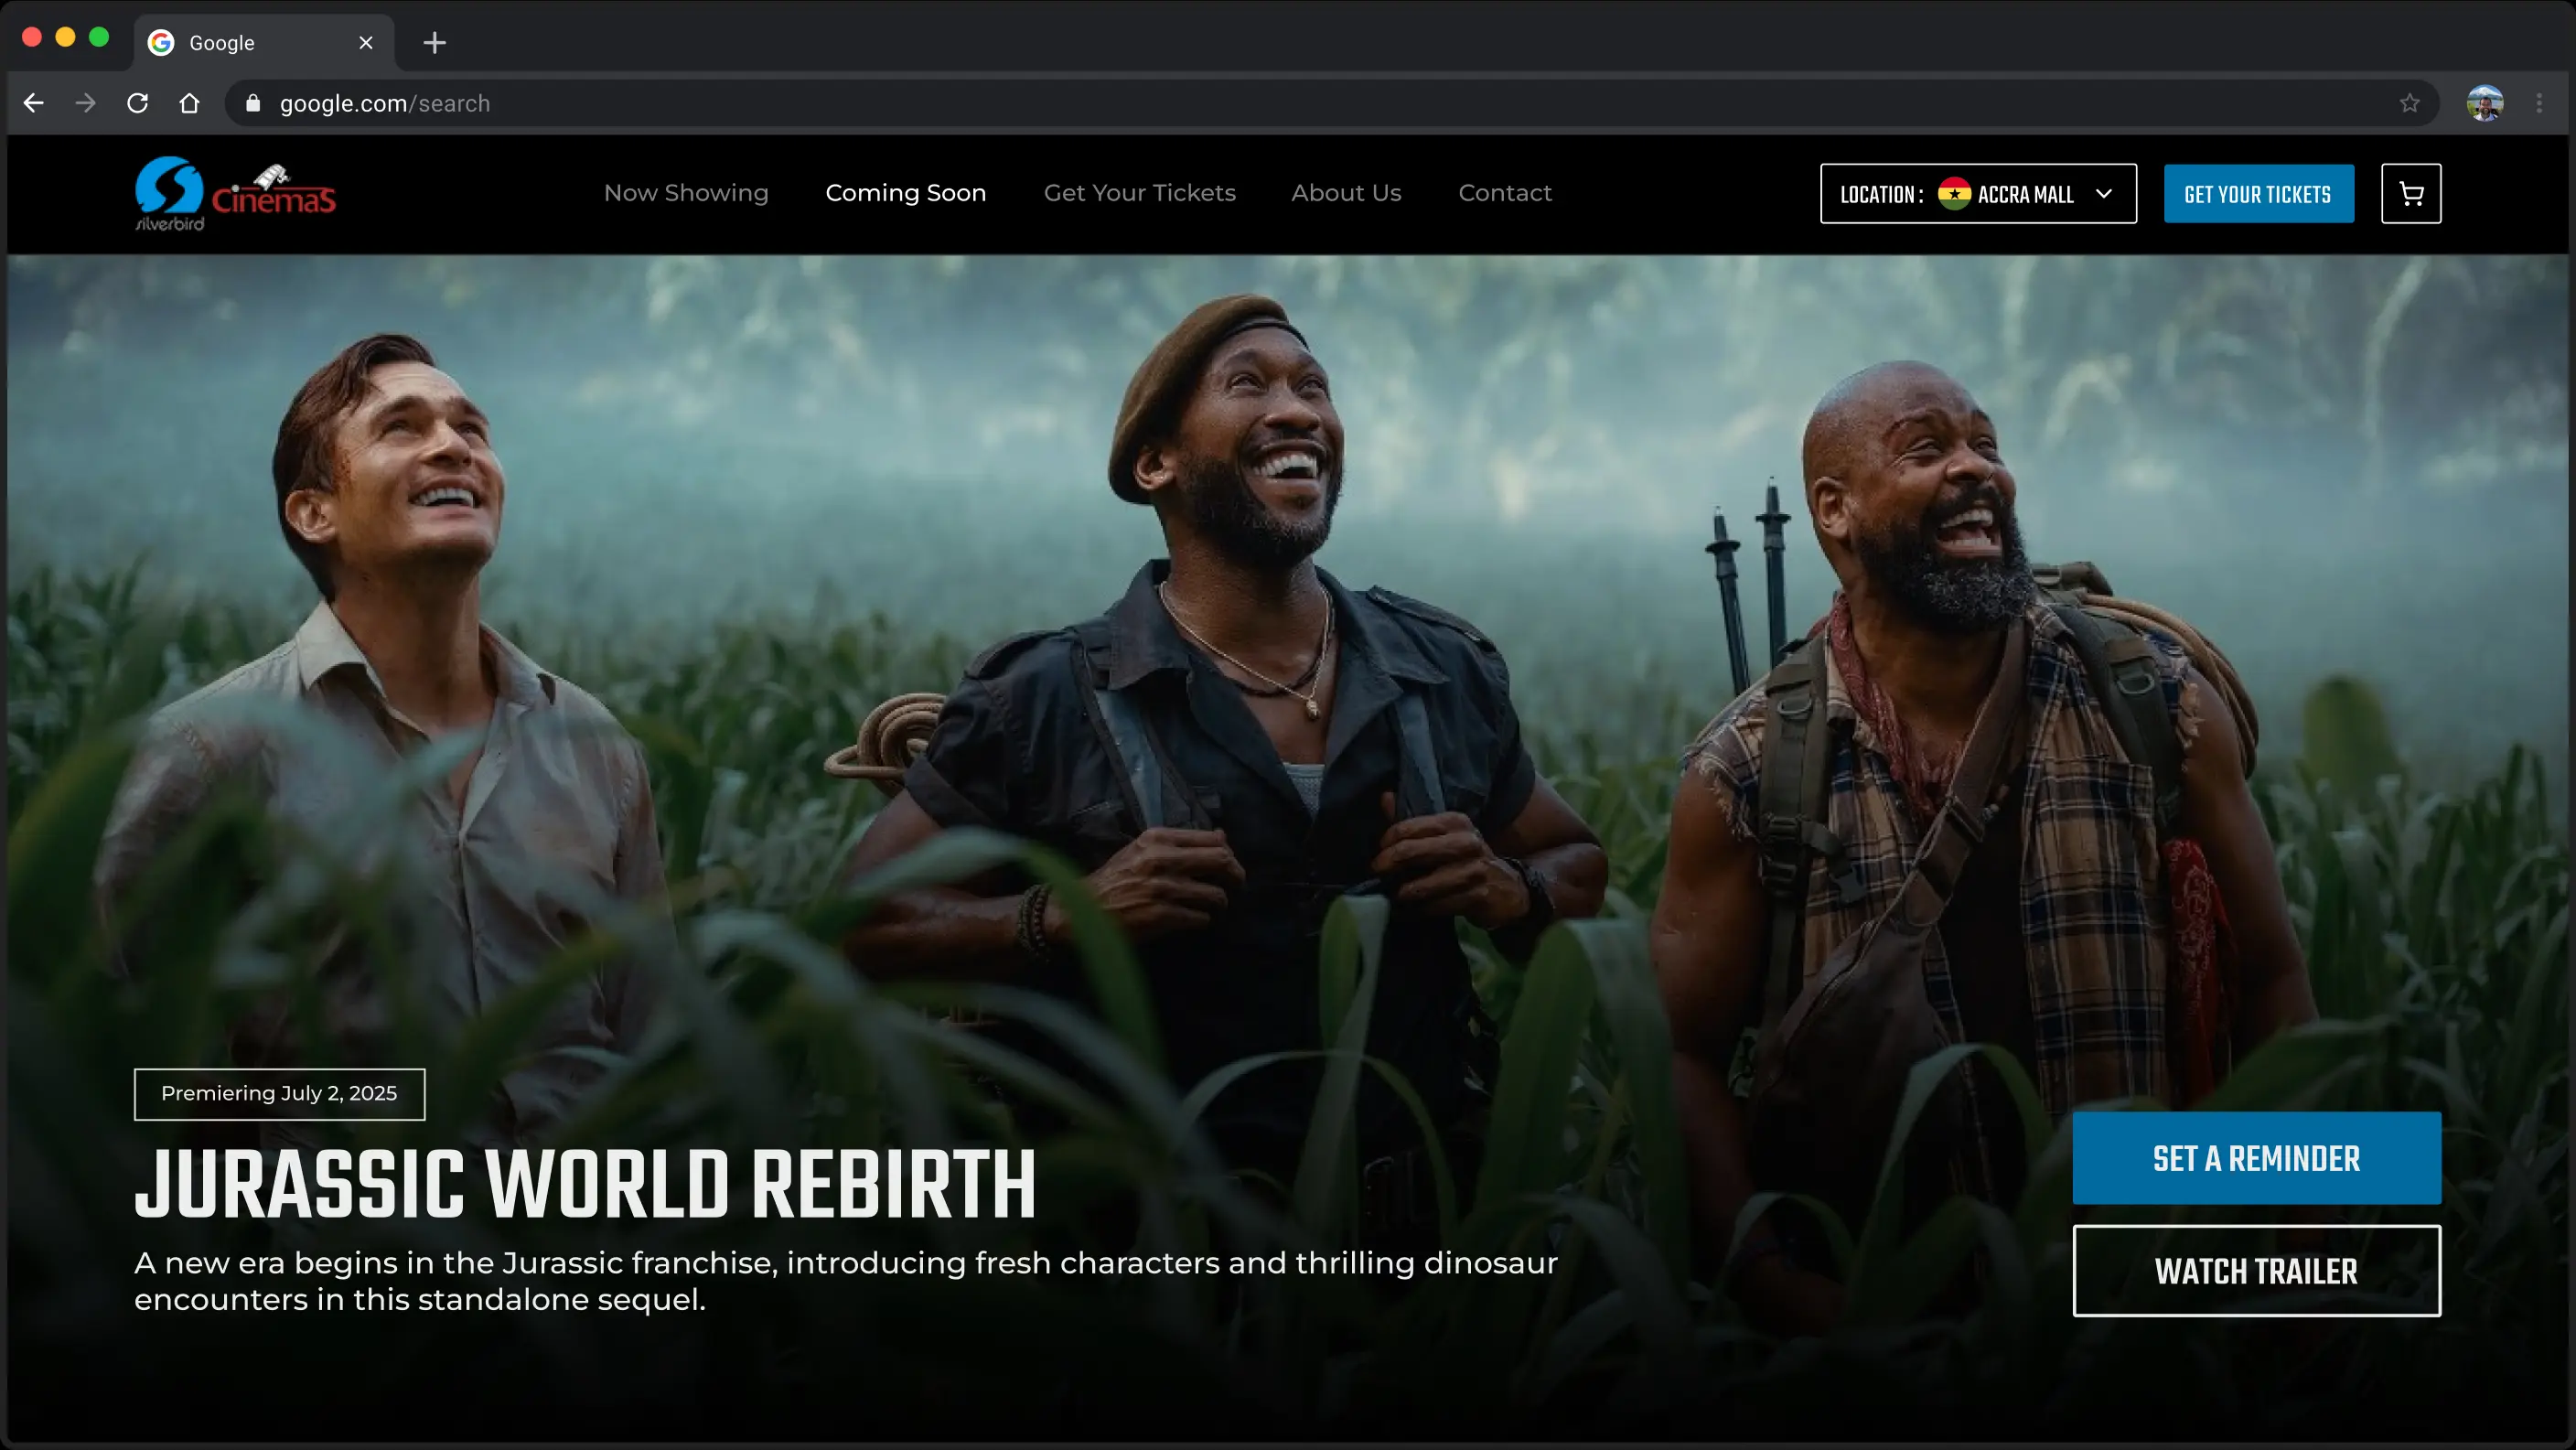 Google
google.com/search
silverbird
cinemas
Now Showing
Coming Soon
Get Your Tickets
About Us
Contact
LOCATION : ACCRA MALL
GET YOUR TICKETS
Premiering July 2, 2025
JURASSIC WORLD REBIRTH
A new era begins in the Jurassic franchise, introducing fresh characters and thrilling dinosaur
encounters in this standalone sequel.
SET A REMINDER
WATCH TRAILER